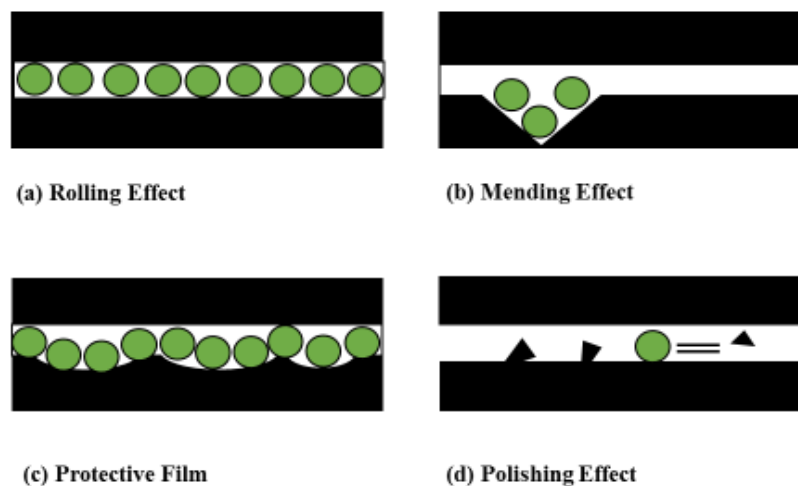 (a) Rolling Effect
(b) Mending Effect
(c) Protective Film
(d) Polishing Effect